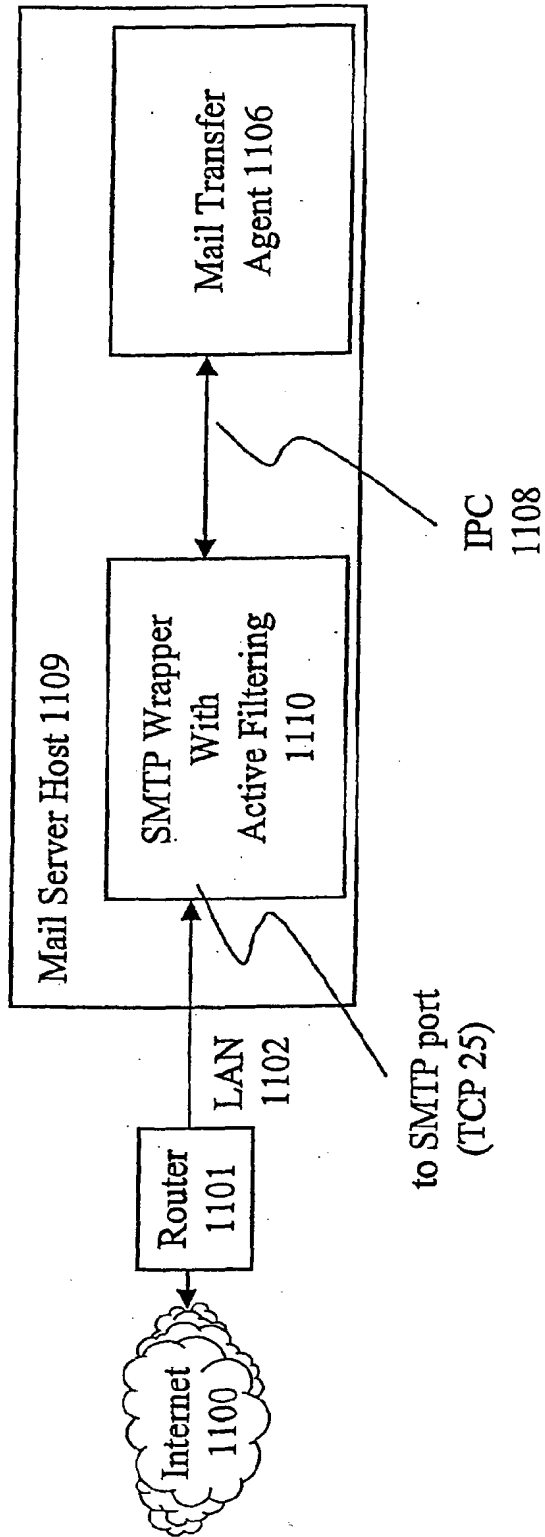 Mail Server Host 1109
Internet
1100
Router
1101
LAN
1102
SMTP Wrapper
With
Active Filtering
1110
Mail Transfer
Agent 1106
to SMTP port
(TCP 25)
IPC
1108